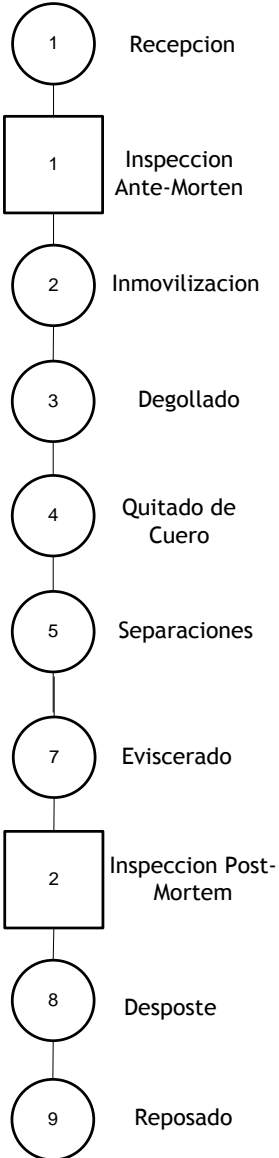 1
Recepcion
1
Inspeccion
Ante-Morten
2
Inmovilizacion
3
Degollado
4
Quitado de
Cuero
5
Separaciones
7
Eviscerado
2
Inspeccion Post-
Mortem
8
Desposte
9
Reposado